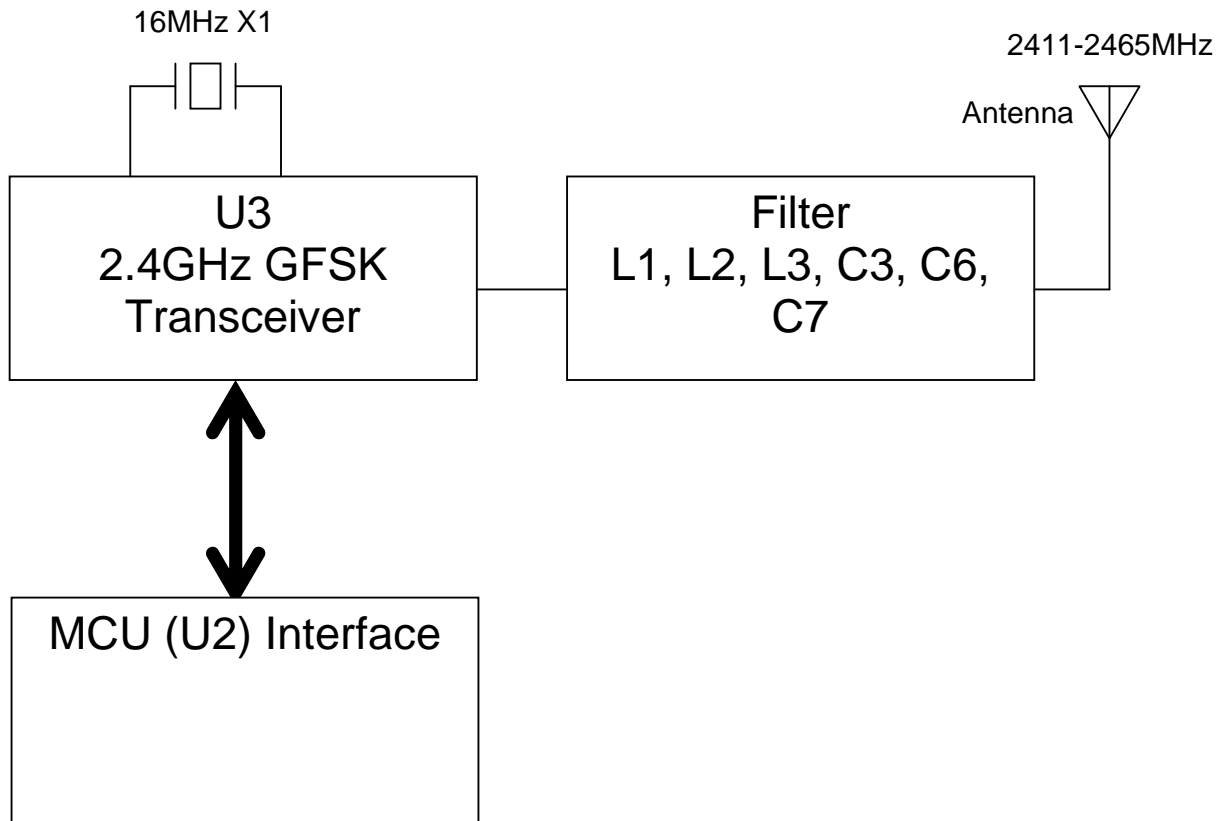 16MHz X1
2411-2465MHz
Antenna
U3
2.4GHz GFSK
Transceiver
Filter
L1, L2, L3, C3, C6,
C7
MCU (U2) Interface